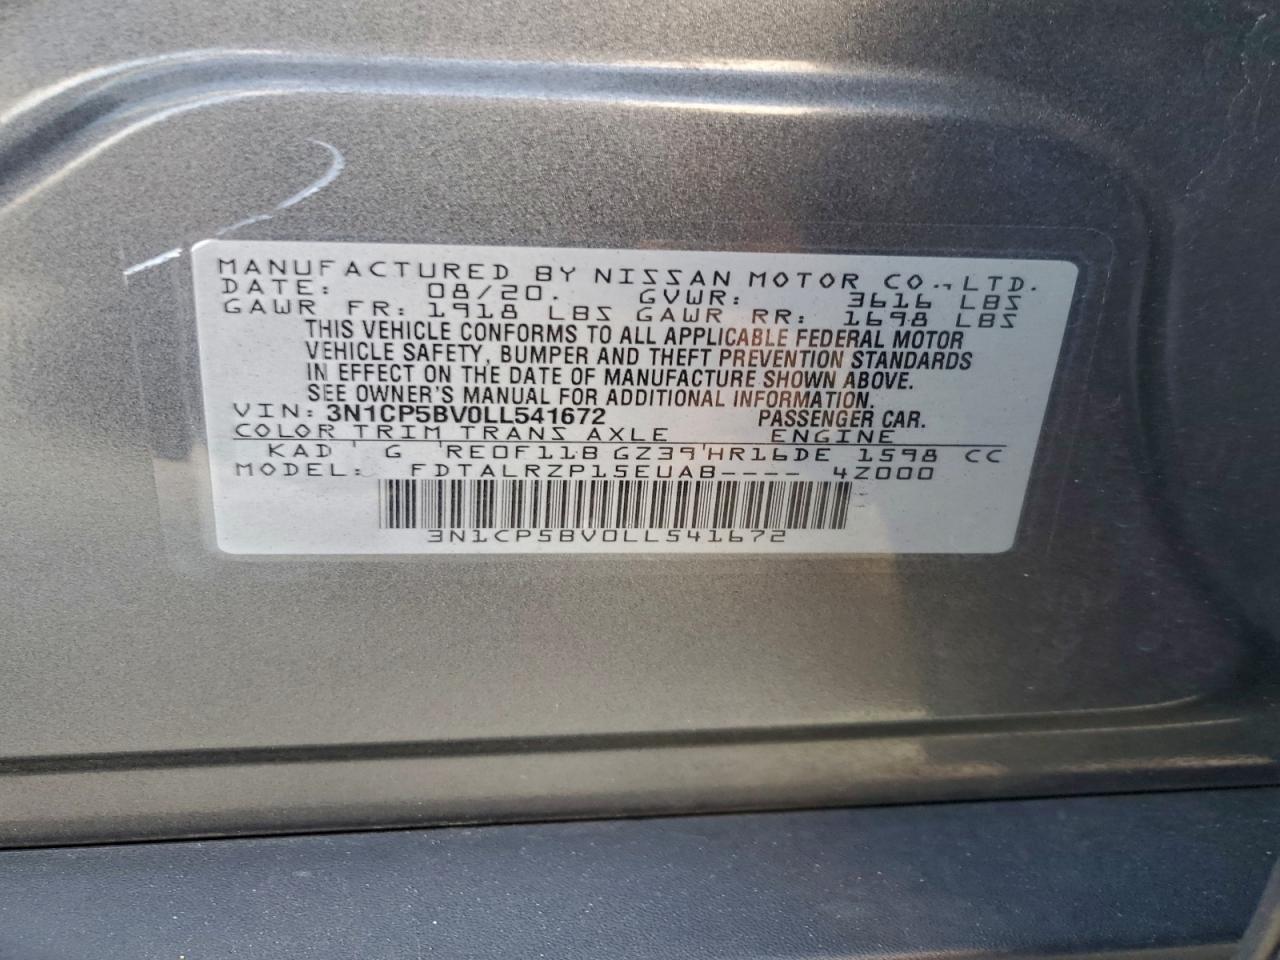 MANUFACTURED BY NISSAN MOTOR CO.,LTD.
DATE: 08/20. GVWR: 3616 LBS
GAWR FR: 1918 LBS GAWR RR: 1698 LBS
THIS VEHICLE CONFORMS TO ALL APPLICABLE FEDERAL MOTOR
VEHICLE SAFETY, BUMPER AND THEFT PREVENTION STANDARDS
IN EFFECT ON THE DATE OF MANUFACTURE SHOWN ABOVE.
SEE OWNER'S MANUAL FOR ADDITIONAL INFORMATION.
VIN: 3N1CP5BV0LL541672 PASSENGER CAR.
COLOR TRIM TRANS AXLE ENGINE
KAD ' G 'RE0F11B GZ39'HR16DE 1598 CC
MODEL: FDTALRZP15EUAB---- 4Z000
3N1CP5BV0LL541672